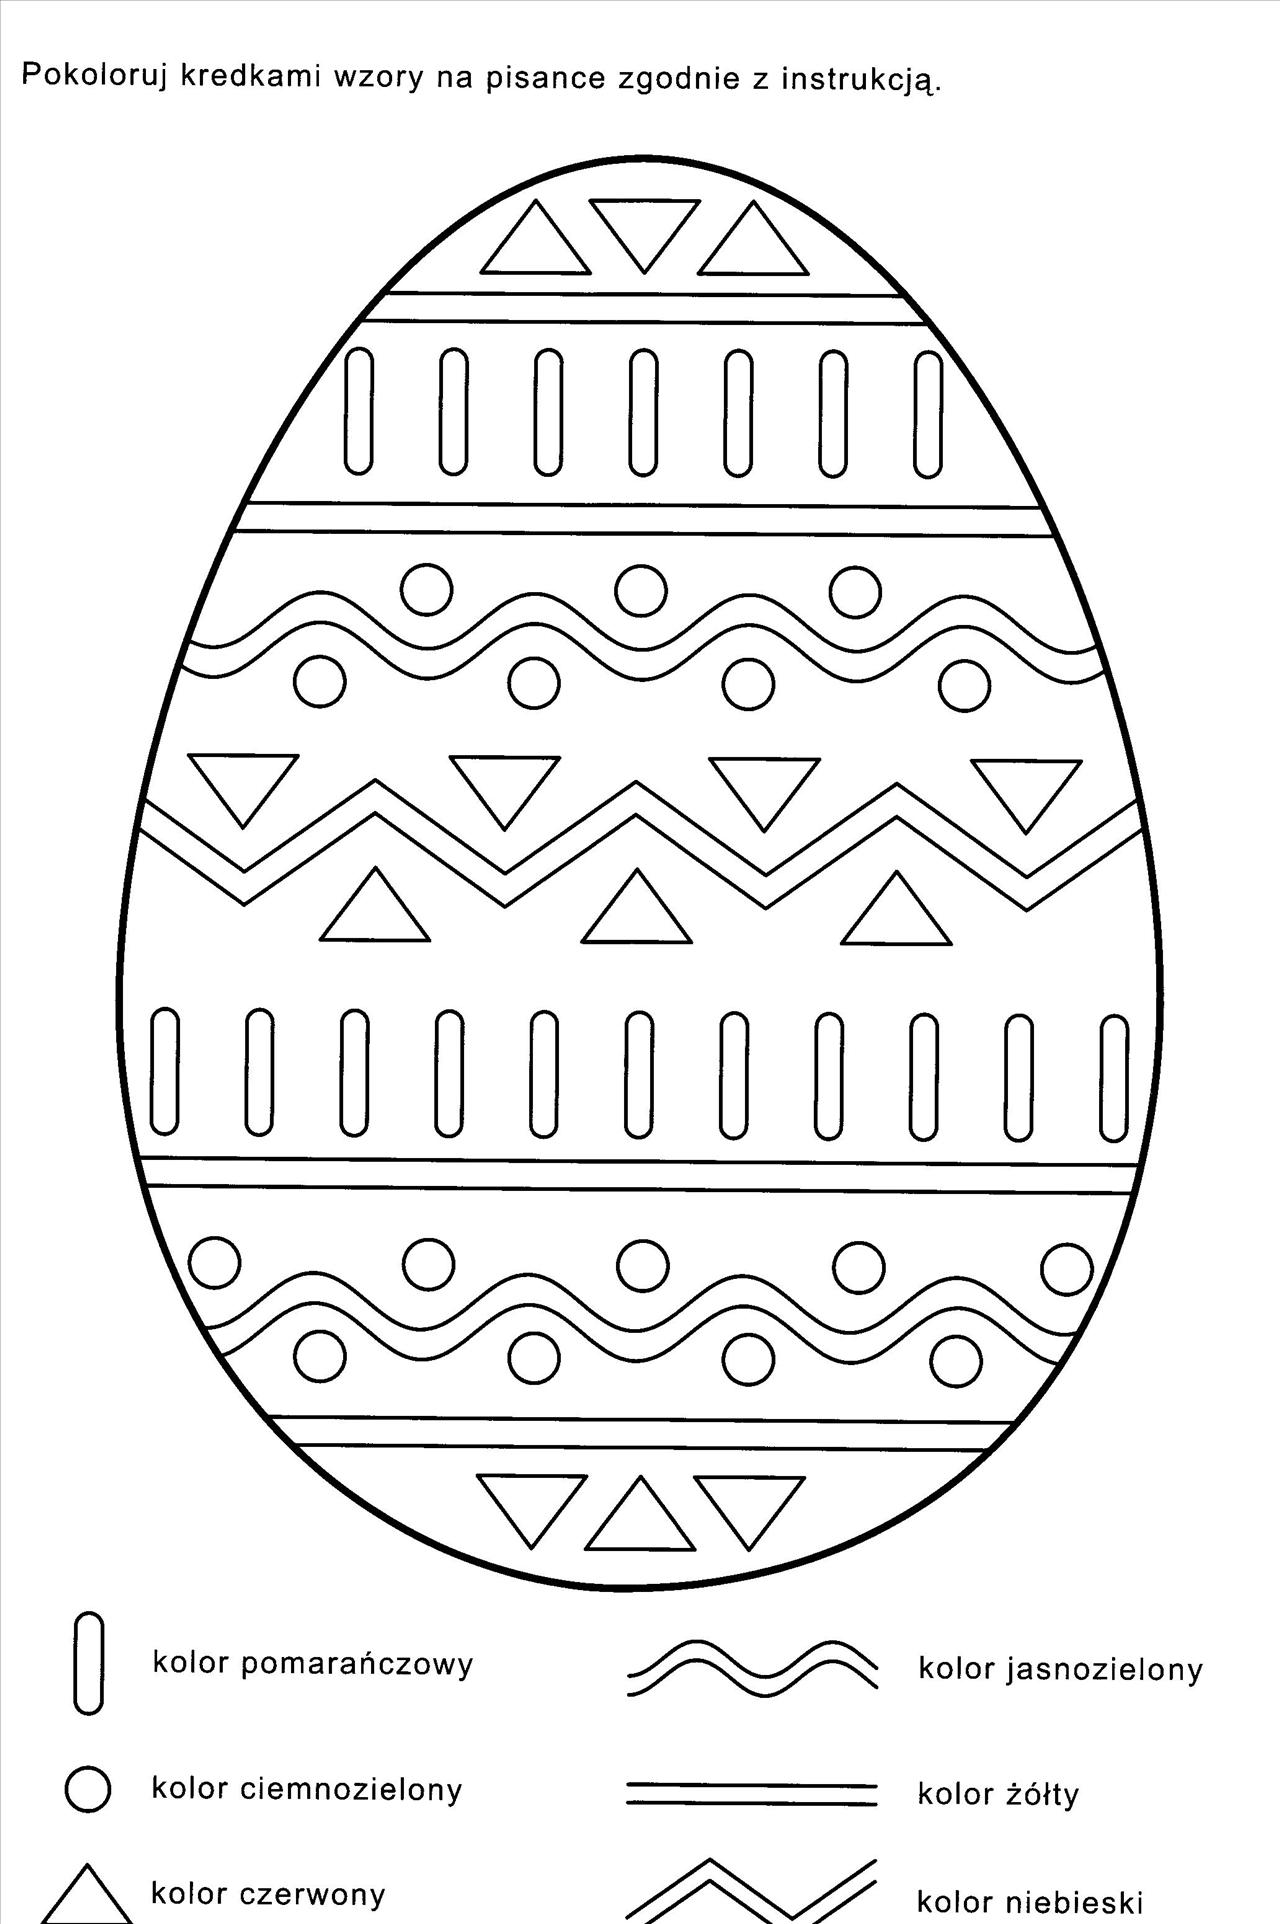 Pokoloruj kredkami wzory na pisance zgodnie z instrukcją.
kolor pomarańczowy
kolor jasnozielony
kolor ciemnozielony
kolor żółty
kolor czerwony
kolor niebieski